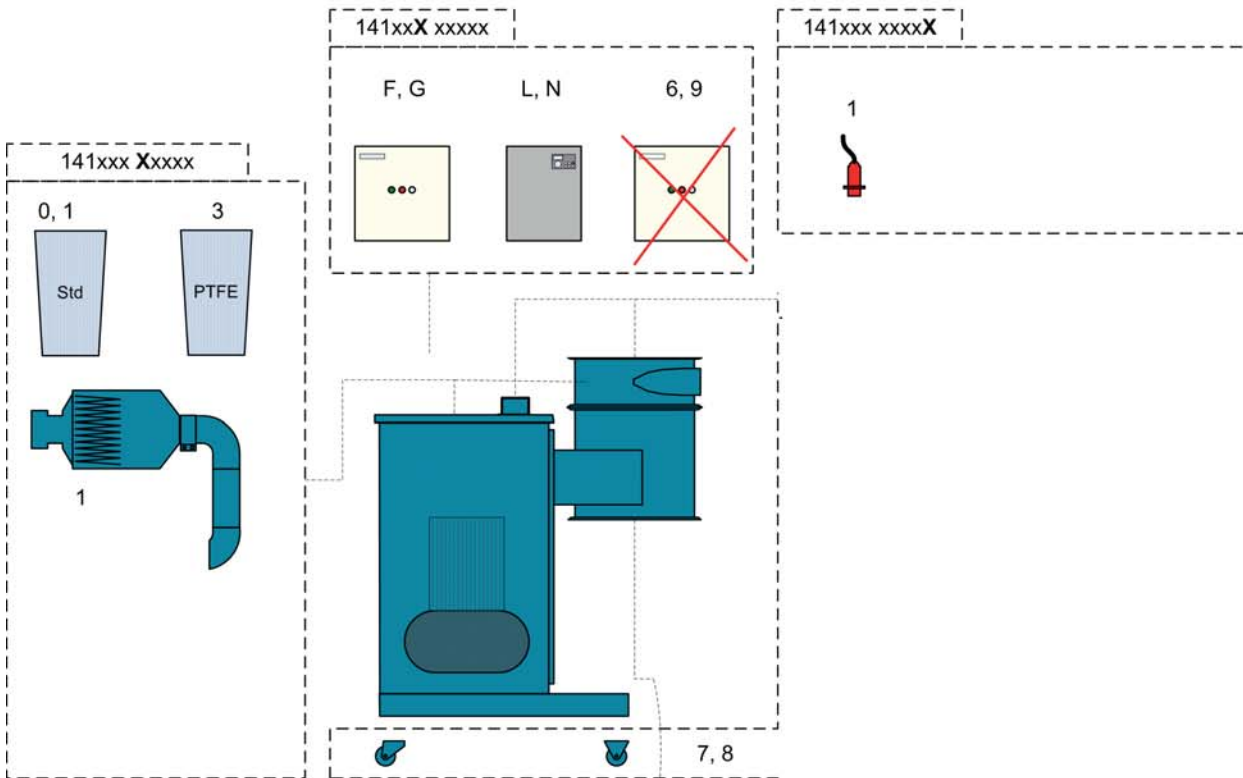 141xxX xxxxx
141xxx xxxxX
F, G
L, N
6, 9
1
141xxx Xxxxx
0, 1
3
Std
PTFE
1
7, 8